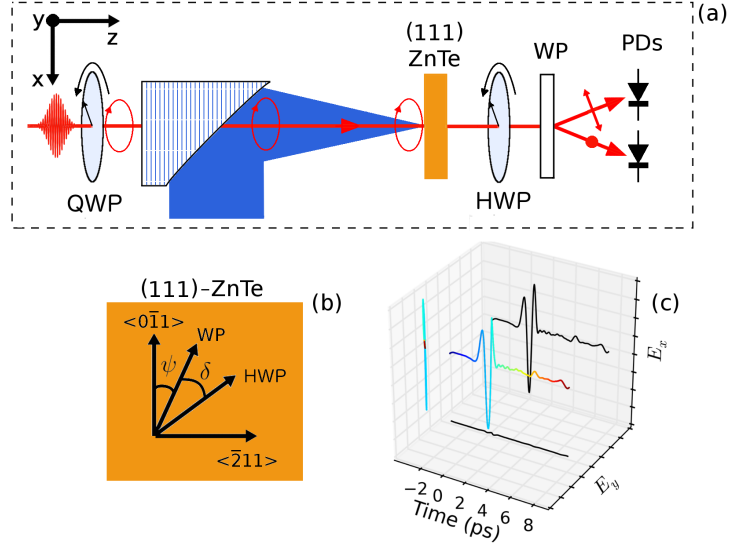 (a)
y
z
x
(111)
ZnTe
WP
PDs
QWP
HWP
(111)-ZnTe
(b)
<01̅1>
WP
ψ
δ
HWP
<2̅11>
(c)
E_x
E_y
−2 0 2 4 6 8
Time (ps)